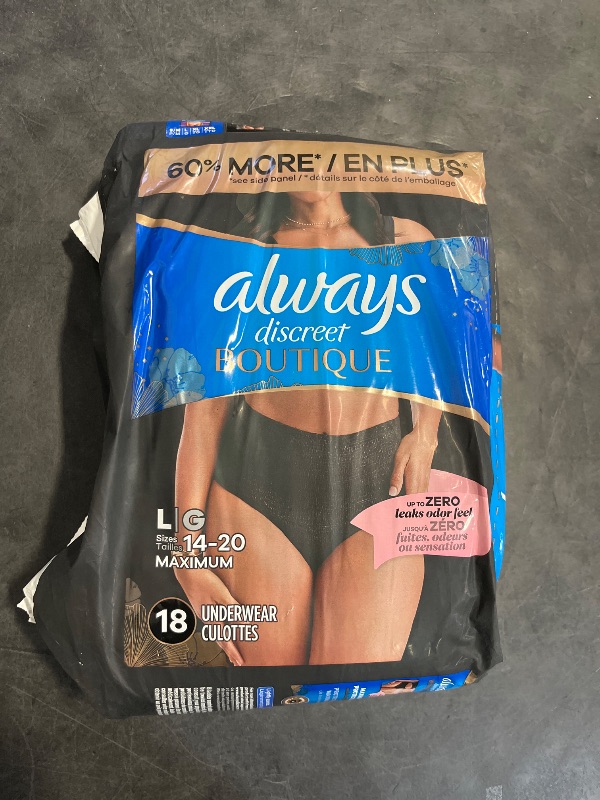 60% MORE* / EN PLUS*
*see side panel / * détails sur le côté de l'emballage
always
discreet
BOUTIQUE
L|G
Sizes
Tailles 14-20
MAXIMUM
UP TO ZERO
leaks odor feel
JUSQU'À ZÉRO
fuites, odeurs
ou sensation
18 UNDERWEAR
CULOTTES
always